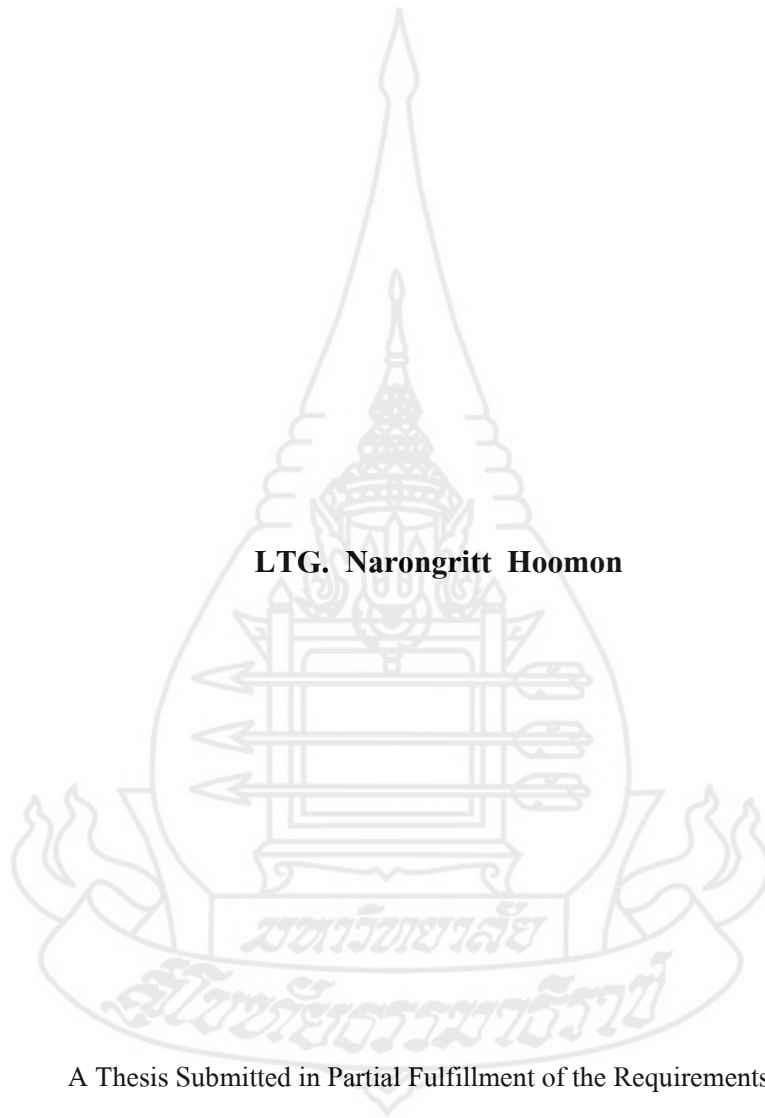 LTG. Narongritt Hoomon
มหาวิทยาลัย
สุโขทัยธรรมาธิราช
A Thesis Submitted in Partial Fulfillment of the Requirements